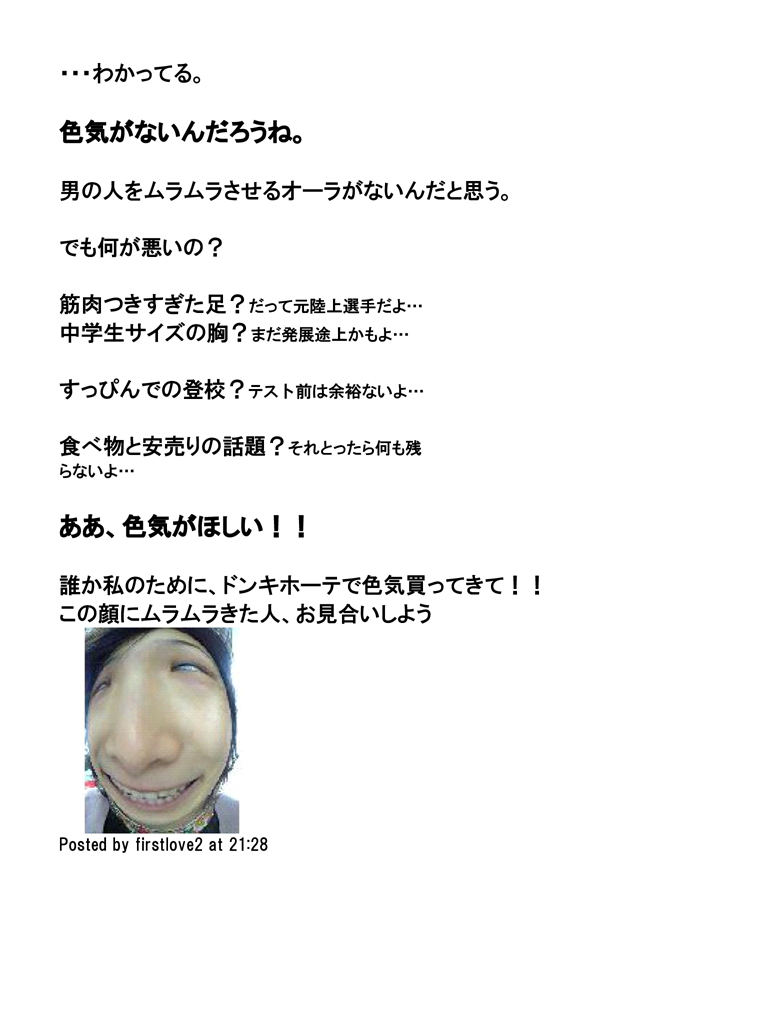 ・・・わかってる。
色気がないんだろうね。
男の人をムラムラさせるオーラがないんだと思う。
でも何が悪いの？
筋肉つきすぎた足？だって元陸上選手だよ…
中学生サイズの胸？まだ発展途上かもよ…
すっぴんでの登校？テスト前は余裕ないよ…
食べ物と安売りの話題？それとったら何も残
らないよ…
ああ、色気がほしい！！
誰か私のために、ドンキホーテで色気買ってきて！！
この顔にムラムラきた人、お見合いしよう
Posted by firstlove2 at 21:28